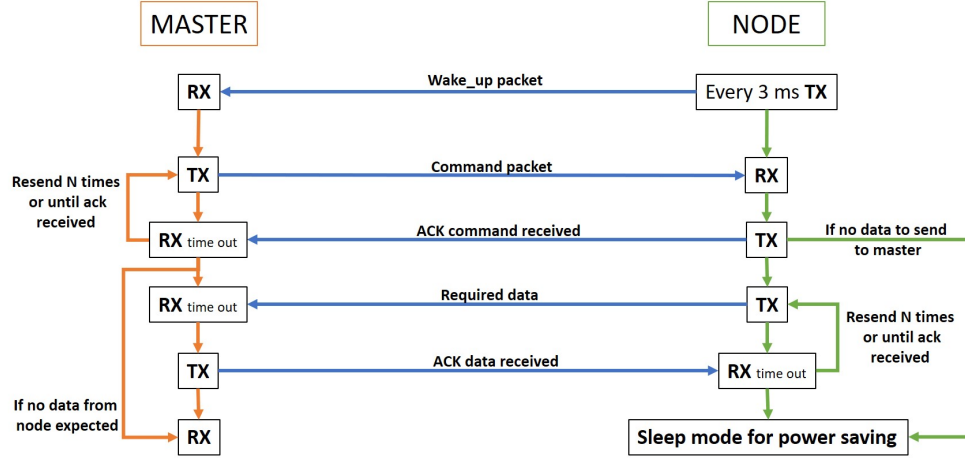 MASTER
NODE
Wake_up packet
RX
Every 3 ms TX
Command packet
TX
RX
Resend N times
or until ack
received
ACK command received
RX time out
TX
If no data to send
to master
Required data
RX time out
TX
Resend N times
or until ack
received
ACK data received
TX
RX time out
If no data from
node expected
RX
Sleep mode for power saving